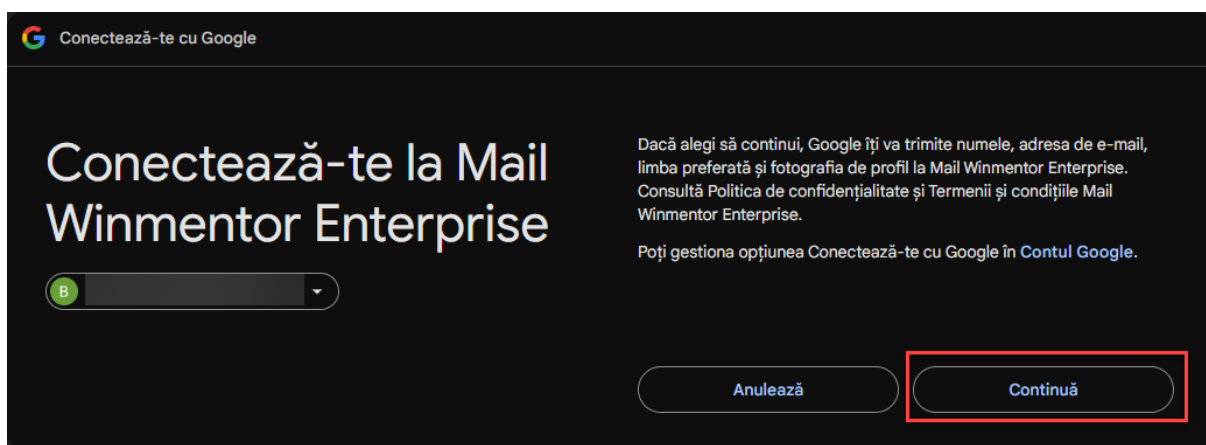 Conectează-te cu Google
Conectează-te la Mail
Winmentor Enterprise
B
Dacă alegi să continui, Google îți va trimite numele, adresa de e-mail,
limba preferată și fotografia de profil la Mail Winmentor Enterprise.
Consultă Politica de confidențialitate și Termenii și condițiile Mail
Winmentor Enterprise.
Poți gestiona opțiunea Conectează-te cu Google în Contul Google.
Anulează
Continuă